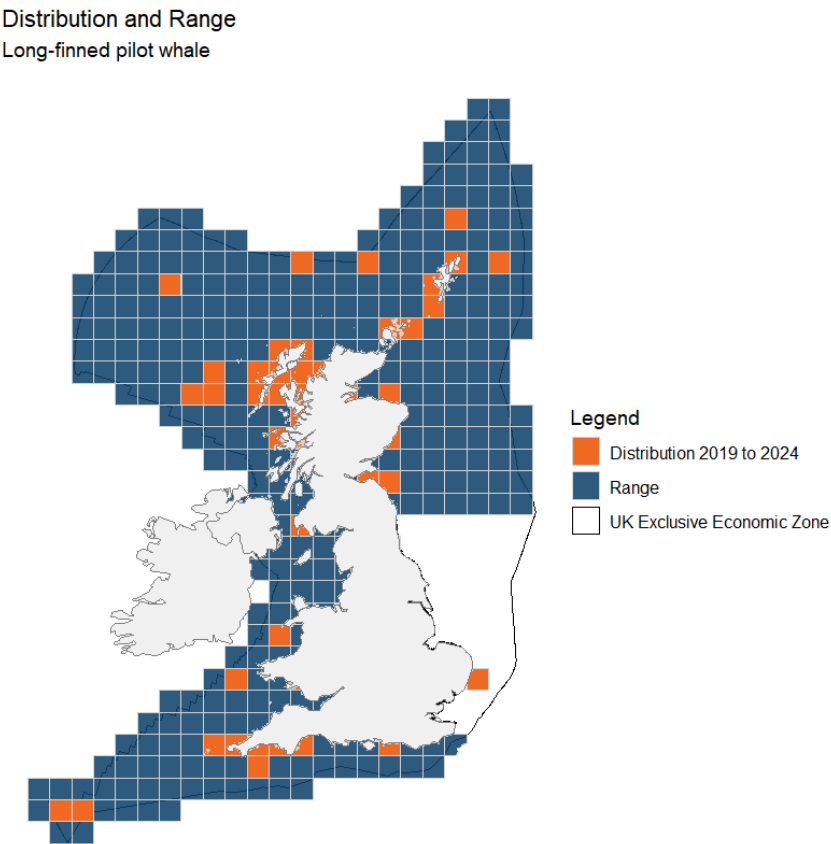 Distribution and Range
Long-finned pilot whale
Legend
Distribution 2019 to 2024
Range
UK Exclusive Economic Zone